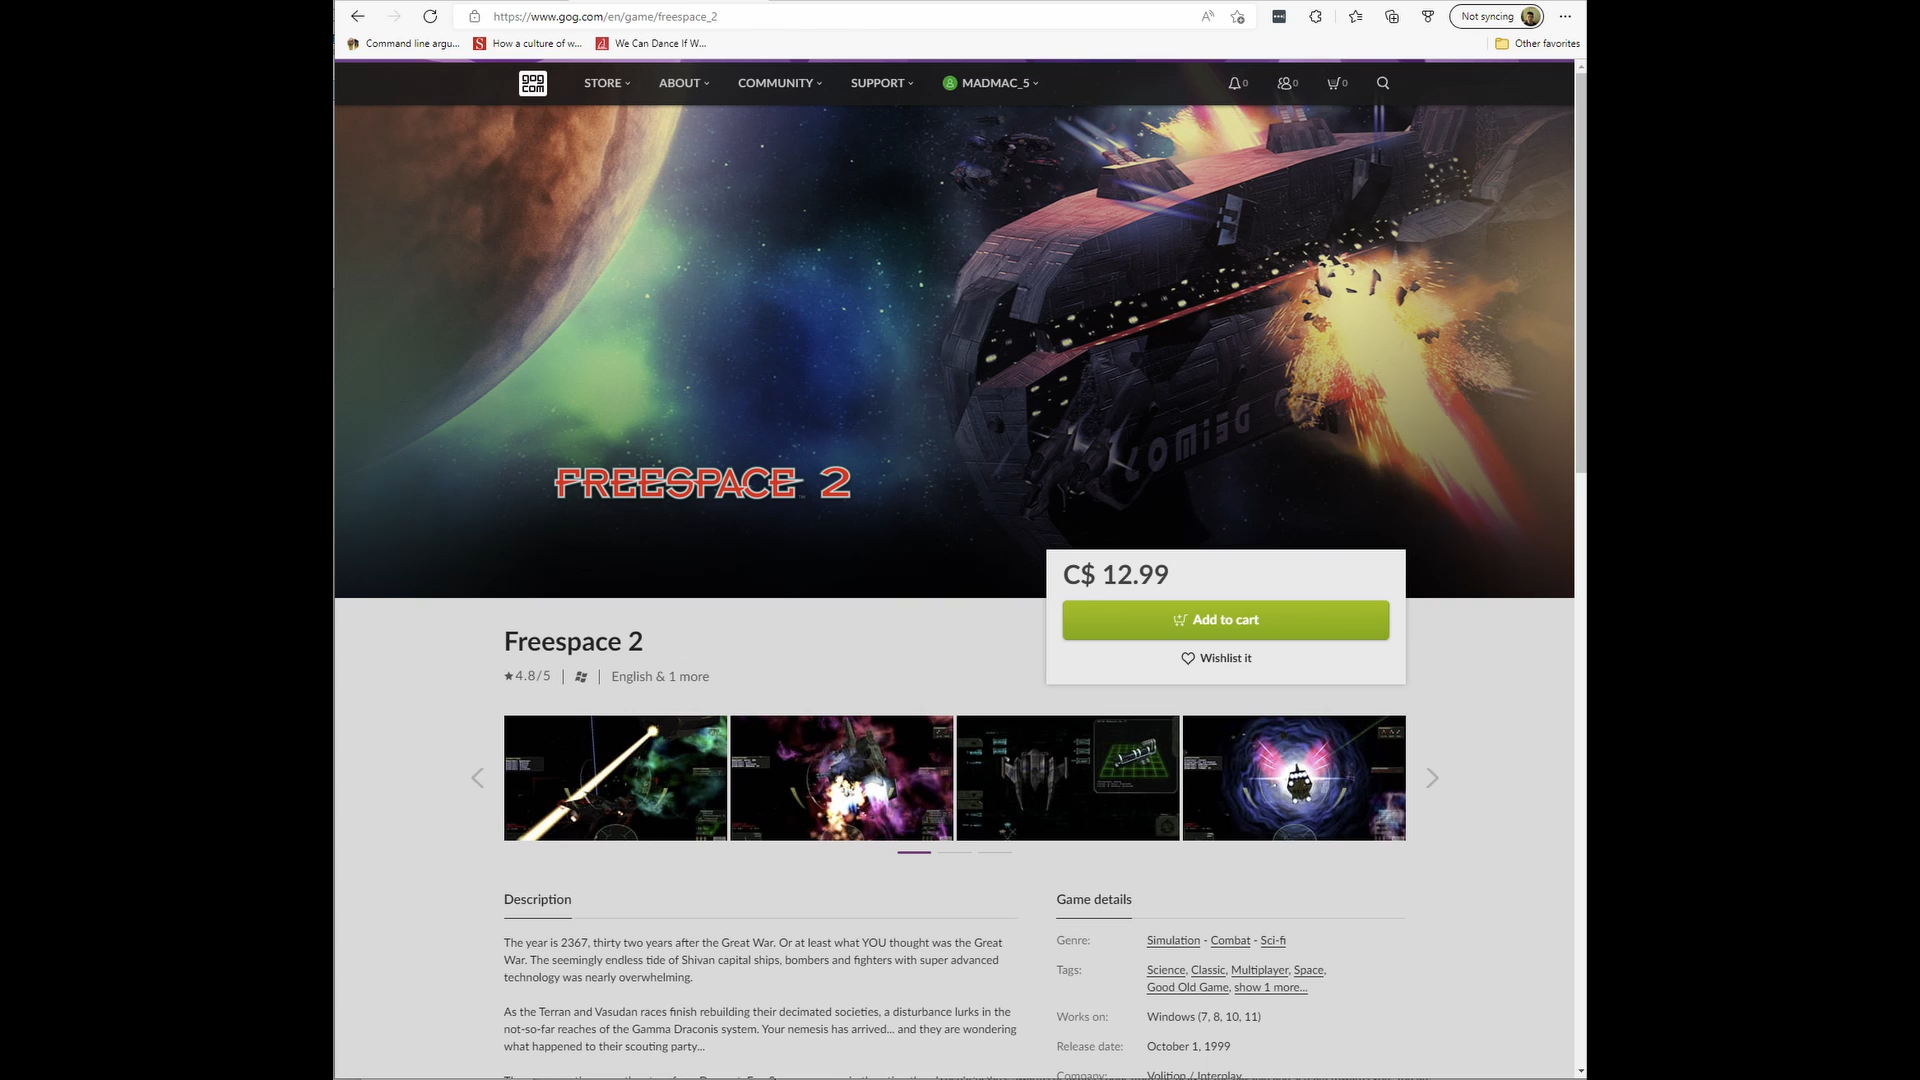 https://www.gog.com/en/game/freespace_2
Not syncing
Command line argu...
How a culture of w...
We Can Dance If W...
Other favorites
gog
com
STORE
ABOUT
COMMUNITY
SUPPORT
MADMAC_5
0
0
0
FREESPACE 2
C$ 12.99
Add to cart
Wishlist it
Freespace 2
4.8/5
English & 1 more
Description
The year is 2367, thirty two years after the Great War. Or at least what YOU thought was the Great
War. The seemingly endless tide of Shivan capital ships, bombers and fighters with super advanced
technology was nearly overwhelming.
As the Terran and Vasudan races finish rebuilding their decimated societies, a disturbance lurks in the
not-so-far reaches of the Gamma Draconis system. Your nemesis has arrived... and they are wondering
what happened to their scouting party...
Game details
Genre: Simulation - Combat - Sci-fi
Tags: Science, Classic, Multiplayer, Space,
Good Old Game, show 1 more...
Works on: Windows (7, 8, 10, 11)
Release date: October 1, 1999
Company: Volition / Interplay